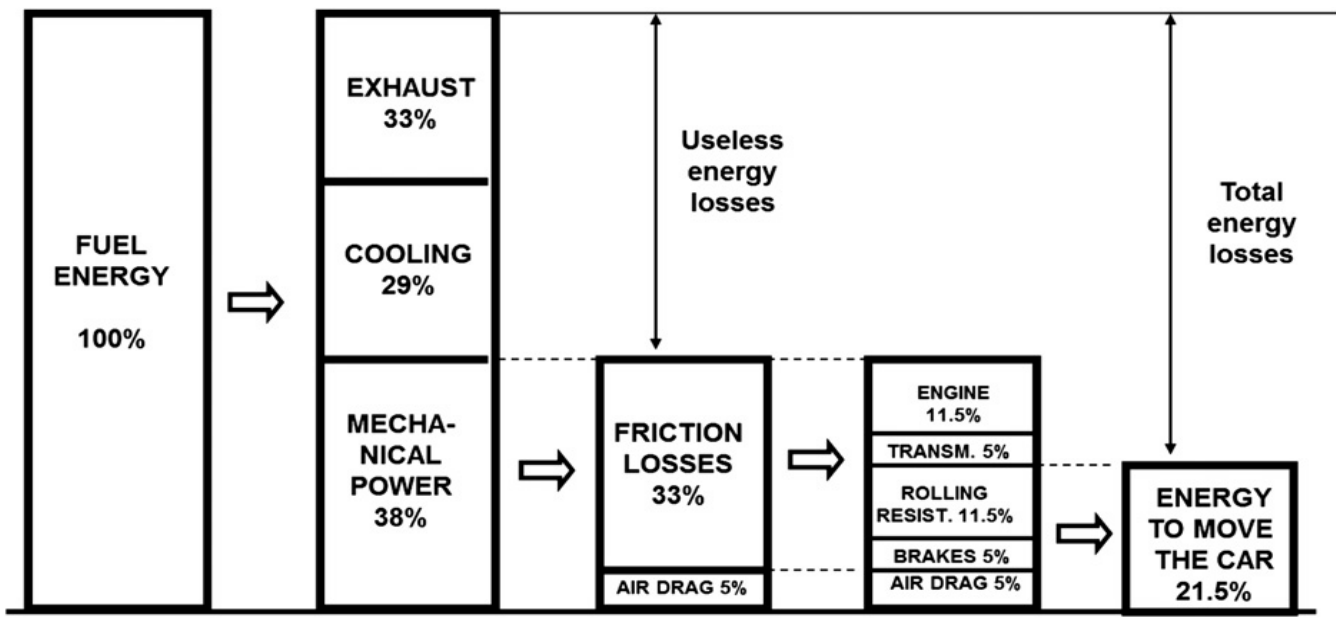 FUEL
ENERGY
100%
EXHAUST
33%
COOLING
29%
MECHA-
NICAL
POWER
38%
Useless
energy
losses
FRICTION
LOSSES
33%
AIR DRAG 5%
ENGINE
11.5%
TRANSM. 5%
ROLLING
RESIST. 11.5%
BRAKES 5%
AIR DRAG 5%
Total
energy
losses
ENERGY
TO MOVE
THE CAR
21.5%